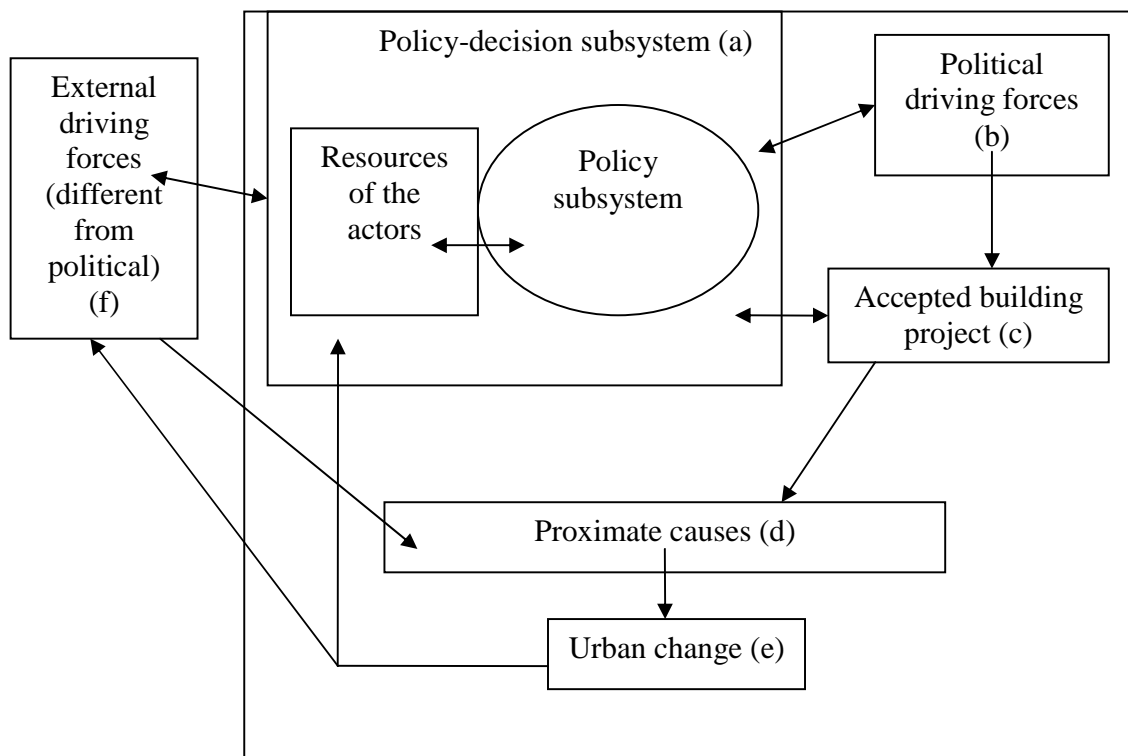 Policy-decision subsystem (a)
External
driving
forces
(different
from
political)
(f)
Resources
of the
actors
Policy
subsystem
Political
driving forces
(b)
Accepted building
project (c)
Proximate causes (d)
Urban change (e)